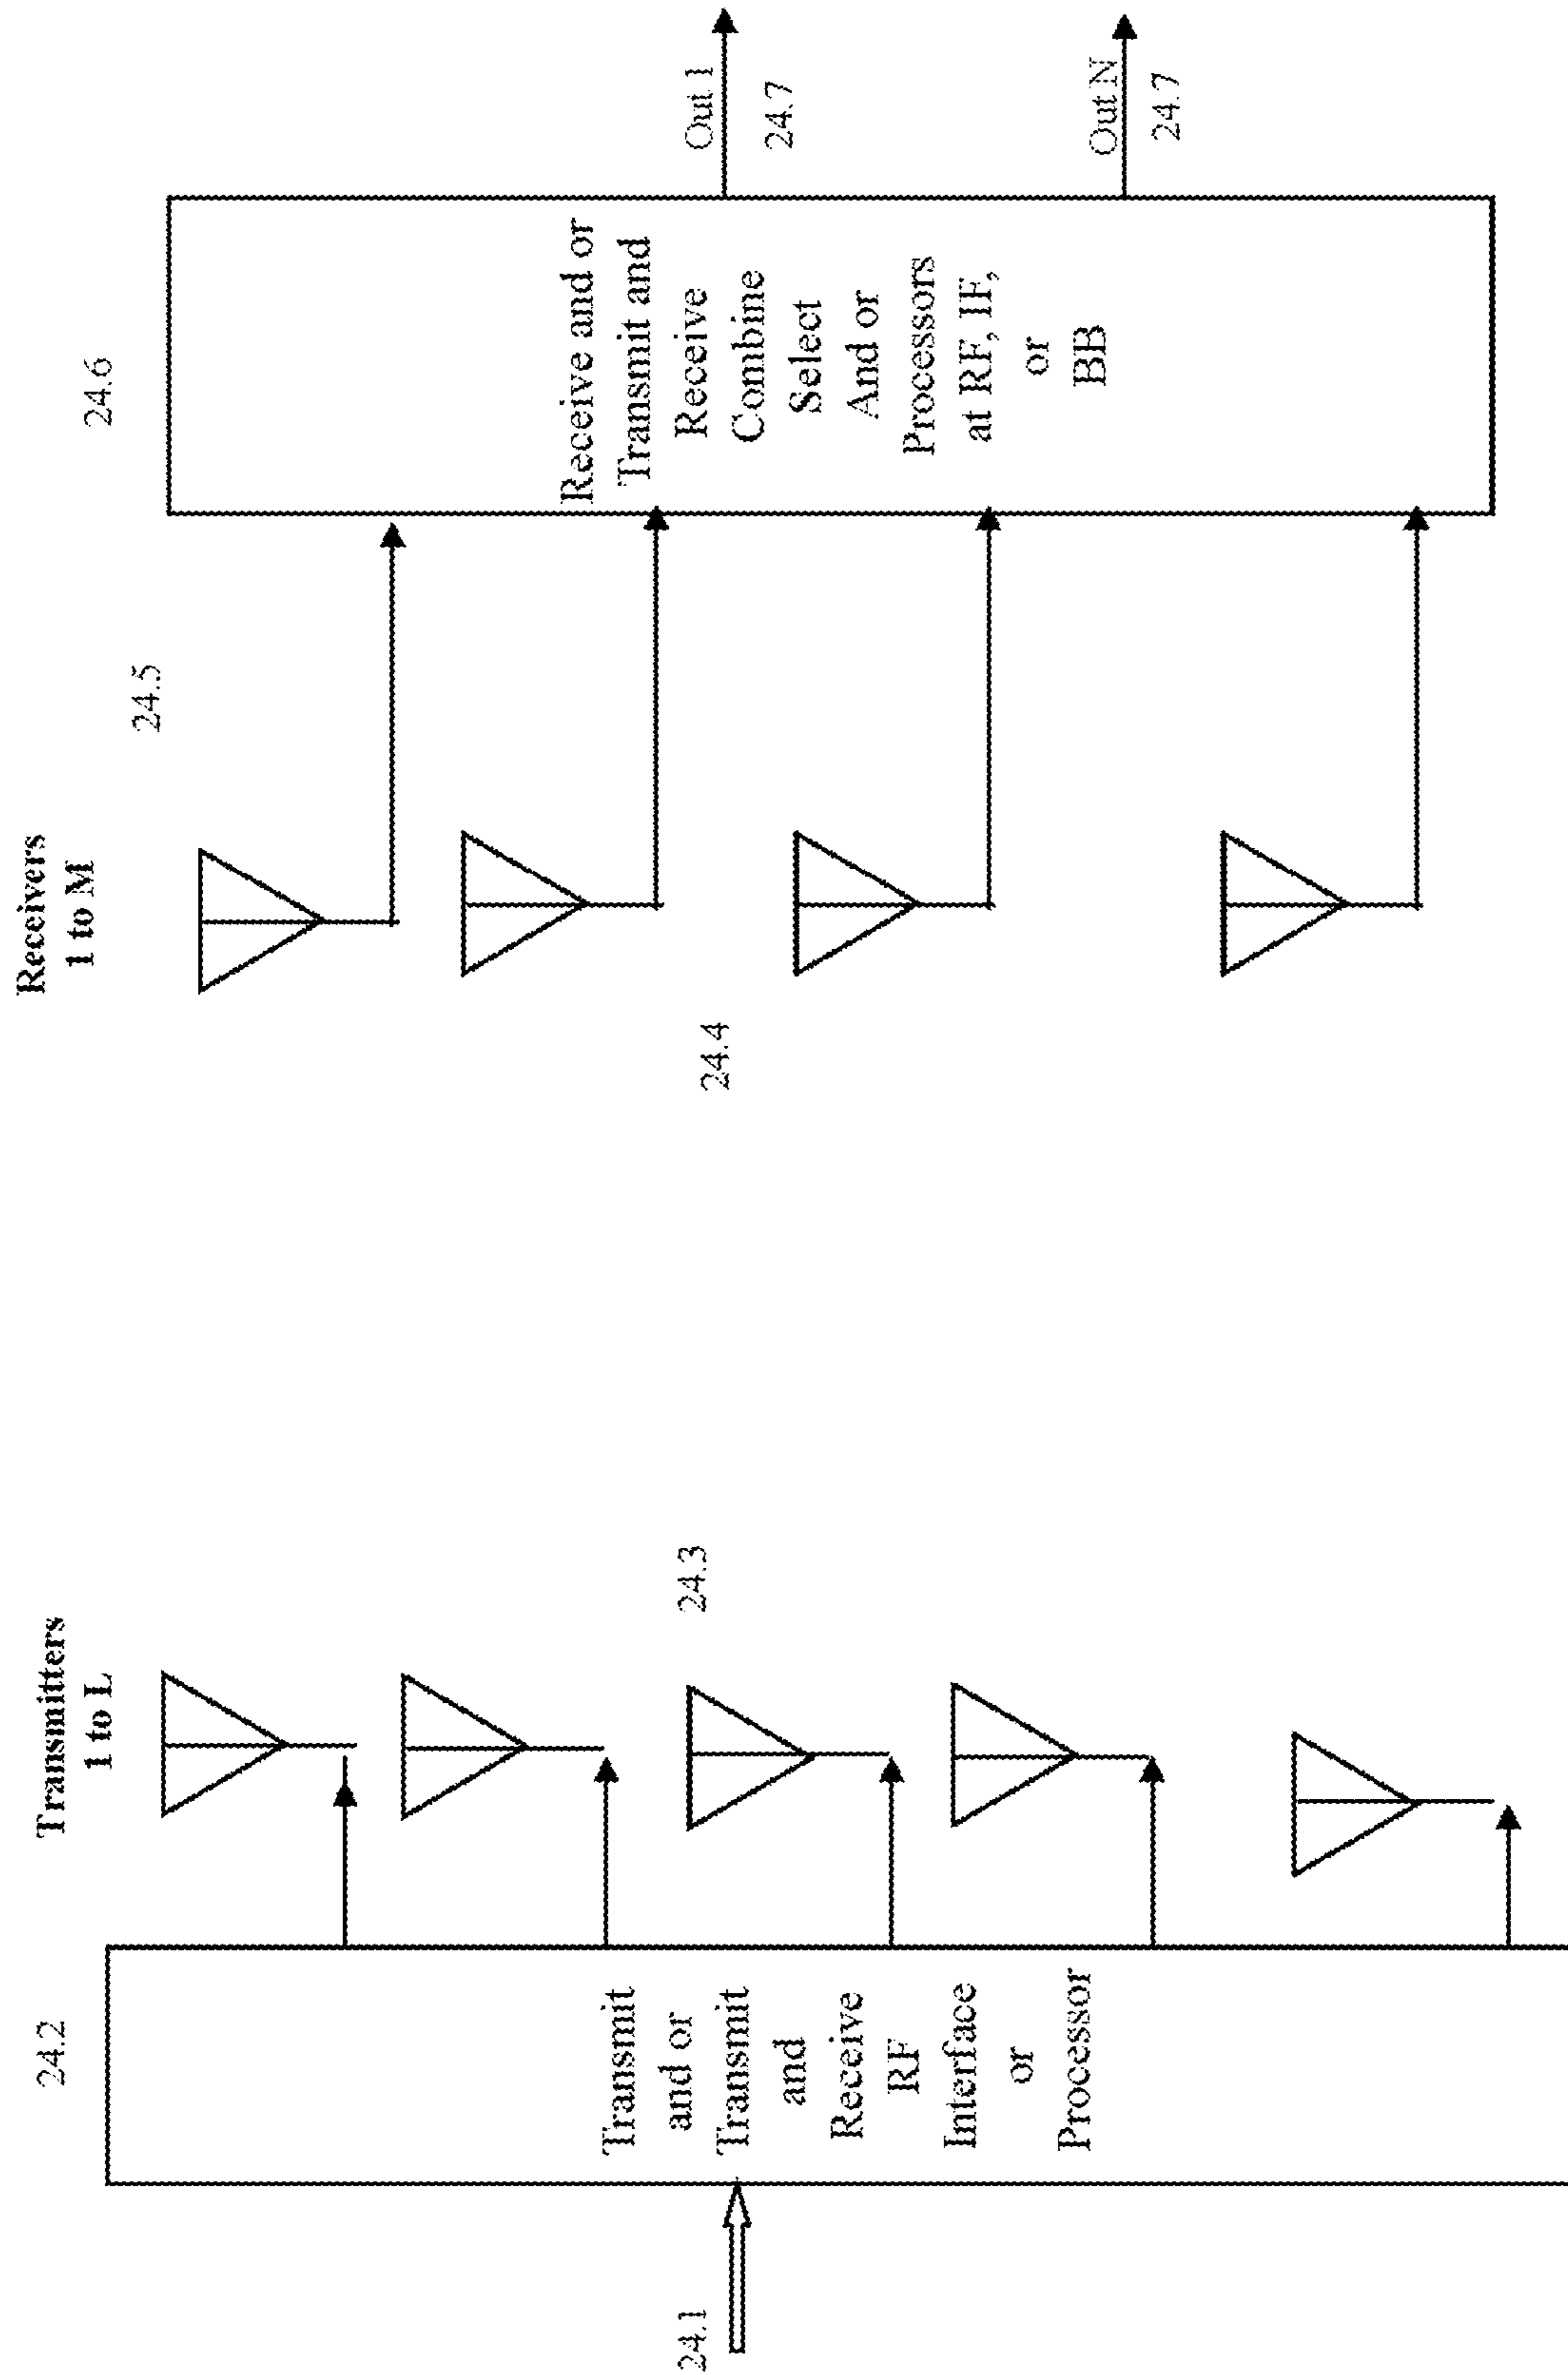 Transmitters
1 to L
Receivers
1 to M
24.2
24.5
24.6
24.1
Transmit
and or
Transmit
and
Receive
RF
Interface
or
Processor
24.3
24.4
Receive and or
Transmit and
Receive
Combine
Select
And or
Processors
at RF, IF,
or
BB
Out 1
24.7
Out N
24.7